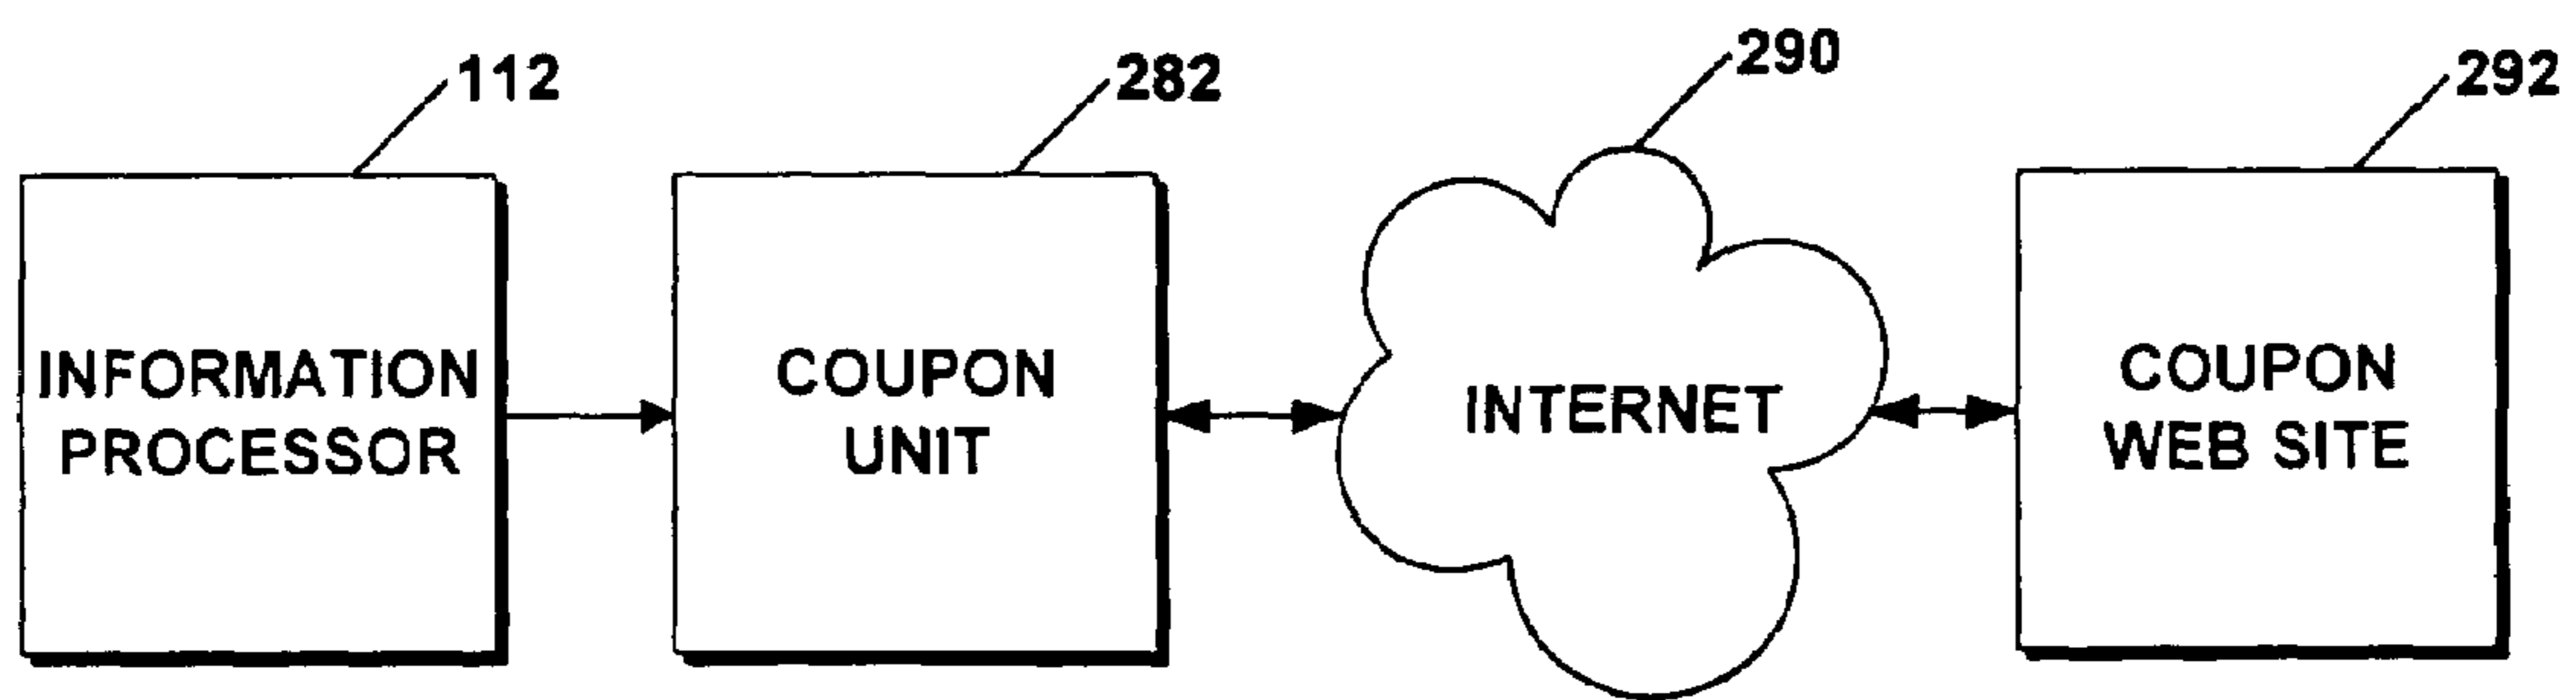 112
282
290
292
INFORMATION
PROCESSOR
COUPON
UNIT
INTERNET
COUPON
WEB SITE